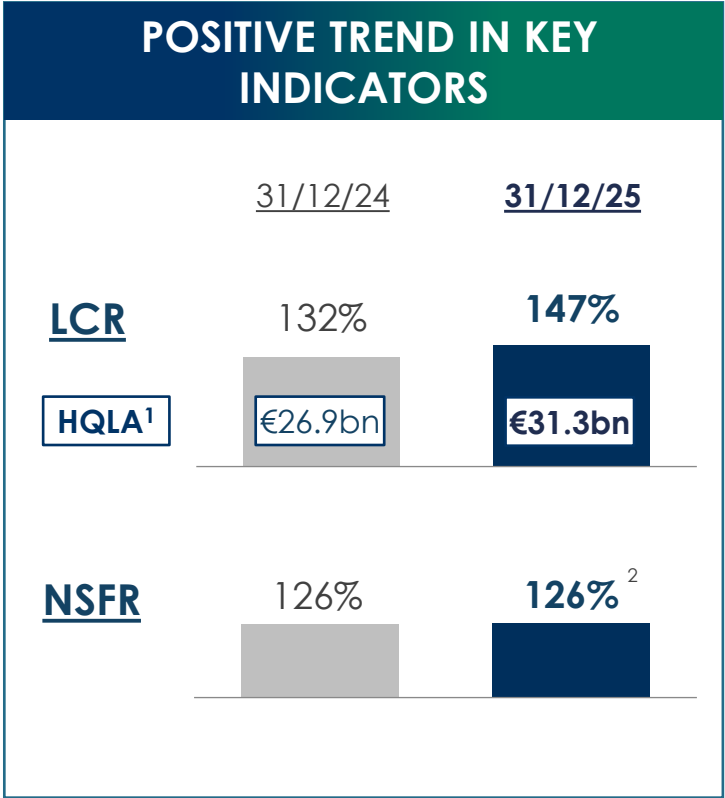 POSITIVE TREND IN KEY
INDICATORS
31/12/24 31/12/25
LCR 132% 147%
HQLA1 €26.9bn €31.3bn
NSFR 126% 126% 2